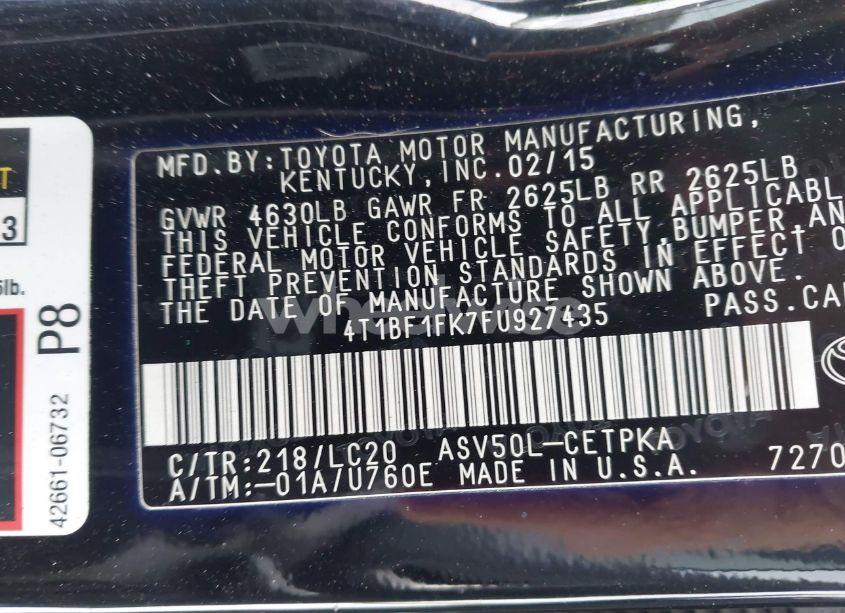 MFD.BY:TOYOTA MOTOR MANUFACTURING,
KENTUCKY,INC.02/15
GVWR 4630LB GAWR FR 2625LB RR 2625LB
THIS VEHICLE CONFORMS TO ALL APPLICABL
FEDERAL MOTOR VEHICLE SAFETY,BUMPER,AN
THEFT PREVENTION STANDARDS IN EFFECT O
THE DATE OF MANUFACTURE SHOWN ABOVE.
4T1BF1FK7FU927435 PASS.CA
C/TR:218/LC20 ASV50L-CETPKA
A/TM:-01A/U760E MADE IN U.S.A. 7270
T
3
lb.
P8
42661-06732